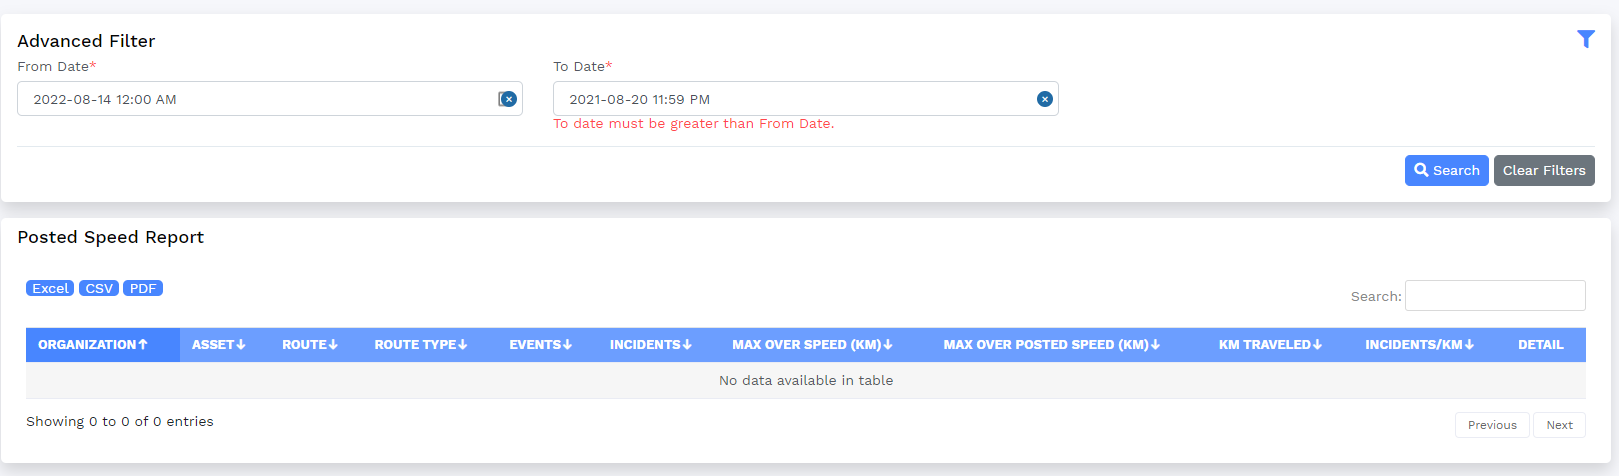 Advanced Filter
From Date* To Date*
2022-08-14 12:00 AM 2021-08-20 11:59 PM
To date must be greater than From Date.
Search Clear Filters
Posted Speed Report
Excel CSV PDF
Search:
ORGANIZATION↑ ASSET↓ ROUTE↓ ROUTE TYPE↓ EVENTS↓ INCIDENTS↓ MAX OVER SPEED (KM)↓ MAX OVER POSTED SPEED (KM)↓ KM TRAVELED↓ INCIDENTS/KM↓ DETAIL
No data available in table
Showing 0 to 0 of 0 entries
Previous Next